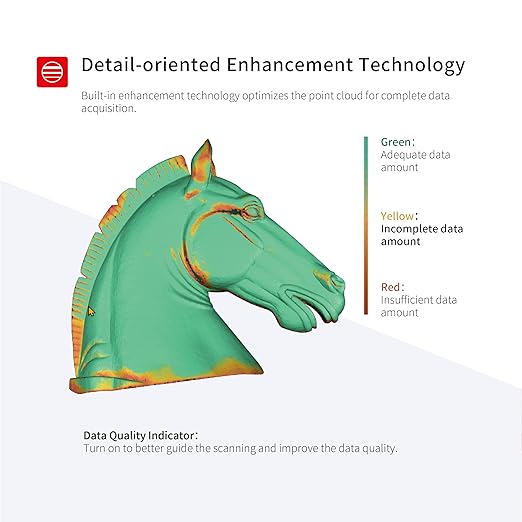 Detail-oriented Enhancement Technology
Built-in enhancement technology optimizes the point cloud for complete data
acquisition.
Green:
Adequate data
amount
Yellow:
Incomplete data
amount
Red:
Insufficient data
amount
Data Quality Indicator:
Turn on to better guide the scanning and improve the data quality.